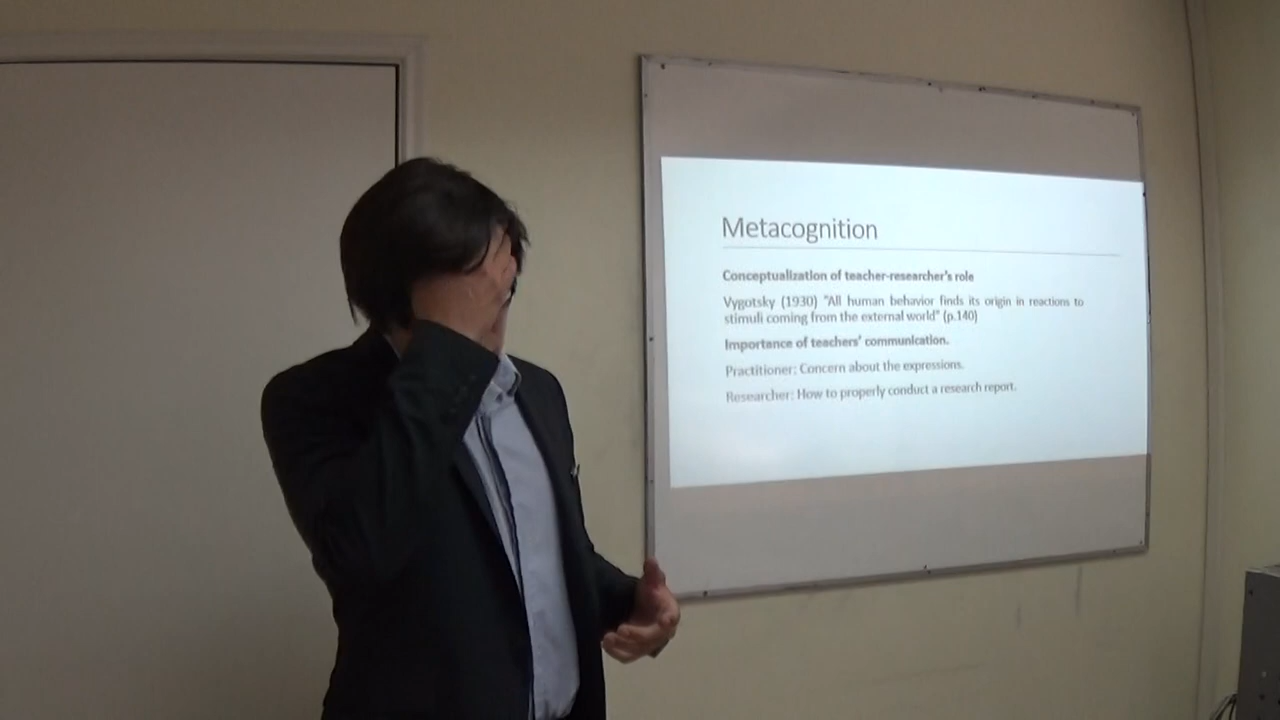 Metacognition
Conceptualization of teacher-researcher's role
Vygotsky (1930) "All human behavior finds its origin in reactions to
stimuli coming from the external world" (p.140)
Importance of teachers' communication.
Practitioner: Concern about the expressions.
Researcher: How to properly conduct a research report.